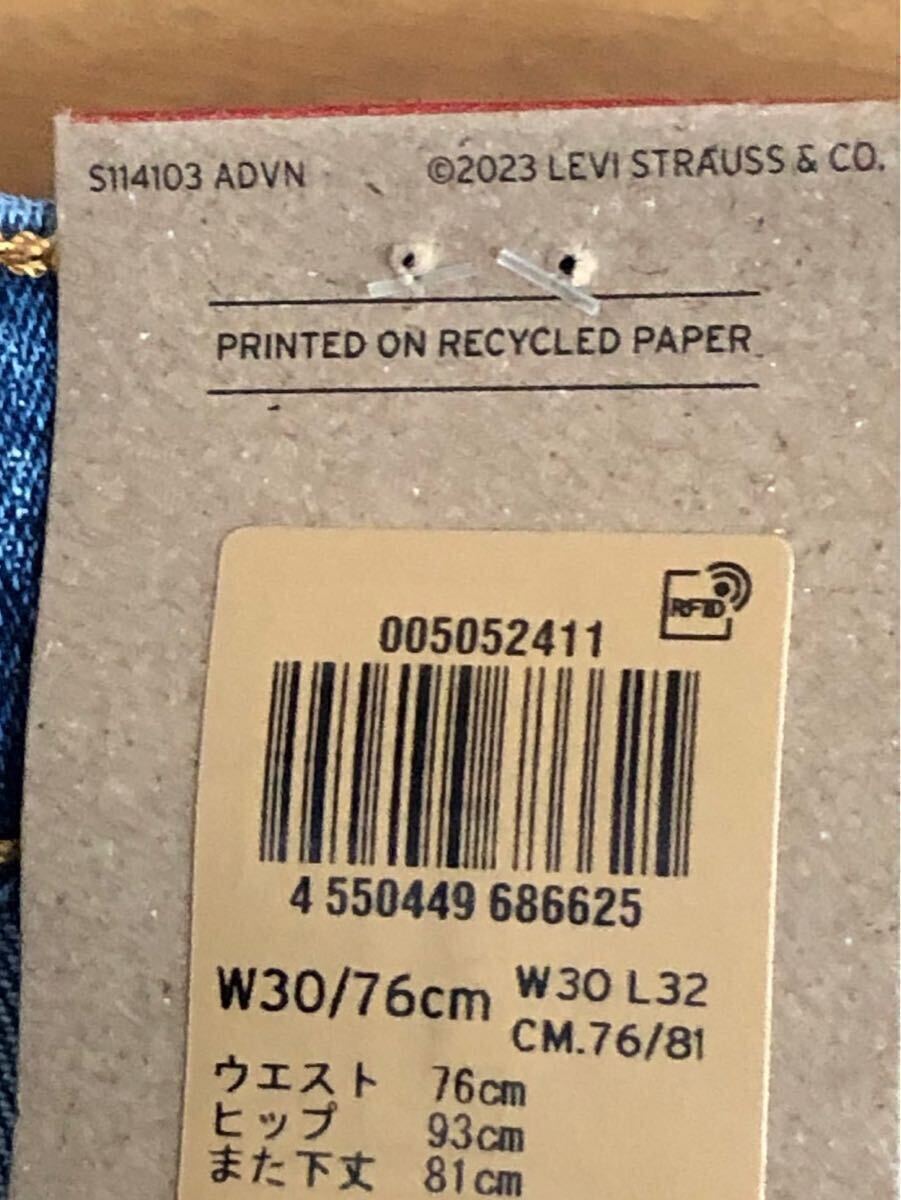 S114103 ADVN ©2023 LEVI STRAUSS & CO.
PRINTED ON RECYCLED PAPER
RFID
005052411
4 550449 686625
W30/76cm W30 L32
CM.76/81
ウエスト 76cm
ヒップ 93cm
また下丈 81cm